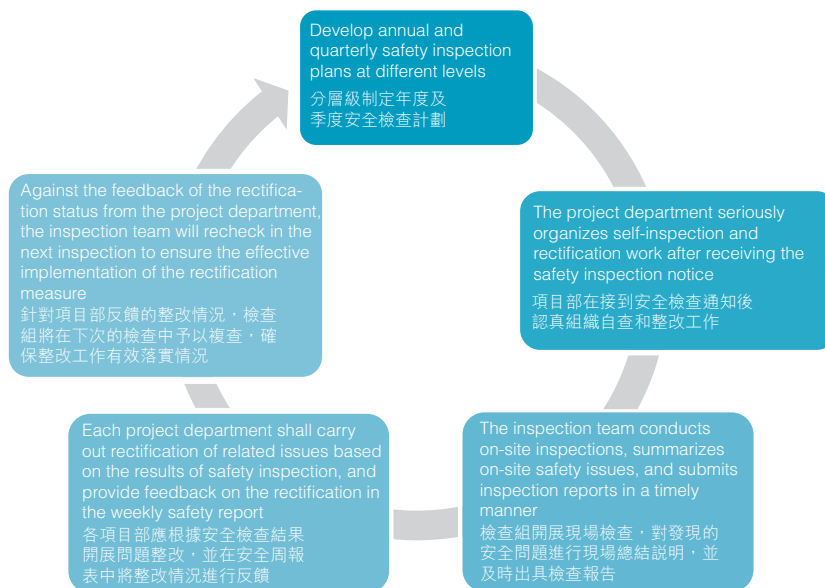 Develop annual and
quarterly safety inspection
plans at different levels
分層級制定年度及
季度安全檢查計劃
The project department seriously
organizes self-inspection and
rectification work after receiving the
safety inspection notice
項目部在接到安全檢查通知後
認真組織自查和整改工作
The inspection team conducts
on-site inspections, summarizes
on-site safety issues, and submits
inspection reports in a timely
manner
檢查組開展現場檢查，對發現的
安全問題進行現場總結説明，並
及時出具檢查報告
Each project department shall carry
out rectification of related issues based
on the results of safety inspection, and
provide feedback on the rectification in
the weekly safety report
各項目部應根據安全檢查結果
開展問題整改，並在安全周報
表中將整改情況進行反饋
Against the feedback of the rectifica-
tion status from the project department,
the inspection team will recheck in the
next inspection to ensure the effective
implementation of the rectification
measure
針對項目部反饋的整改情況，檢查
組將在下次的檢查中予以複查，確
保整改工作有效落實情況